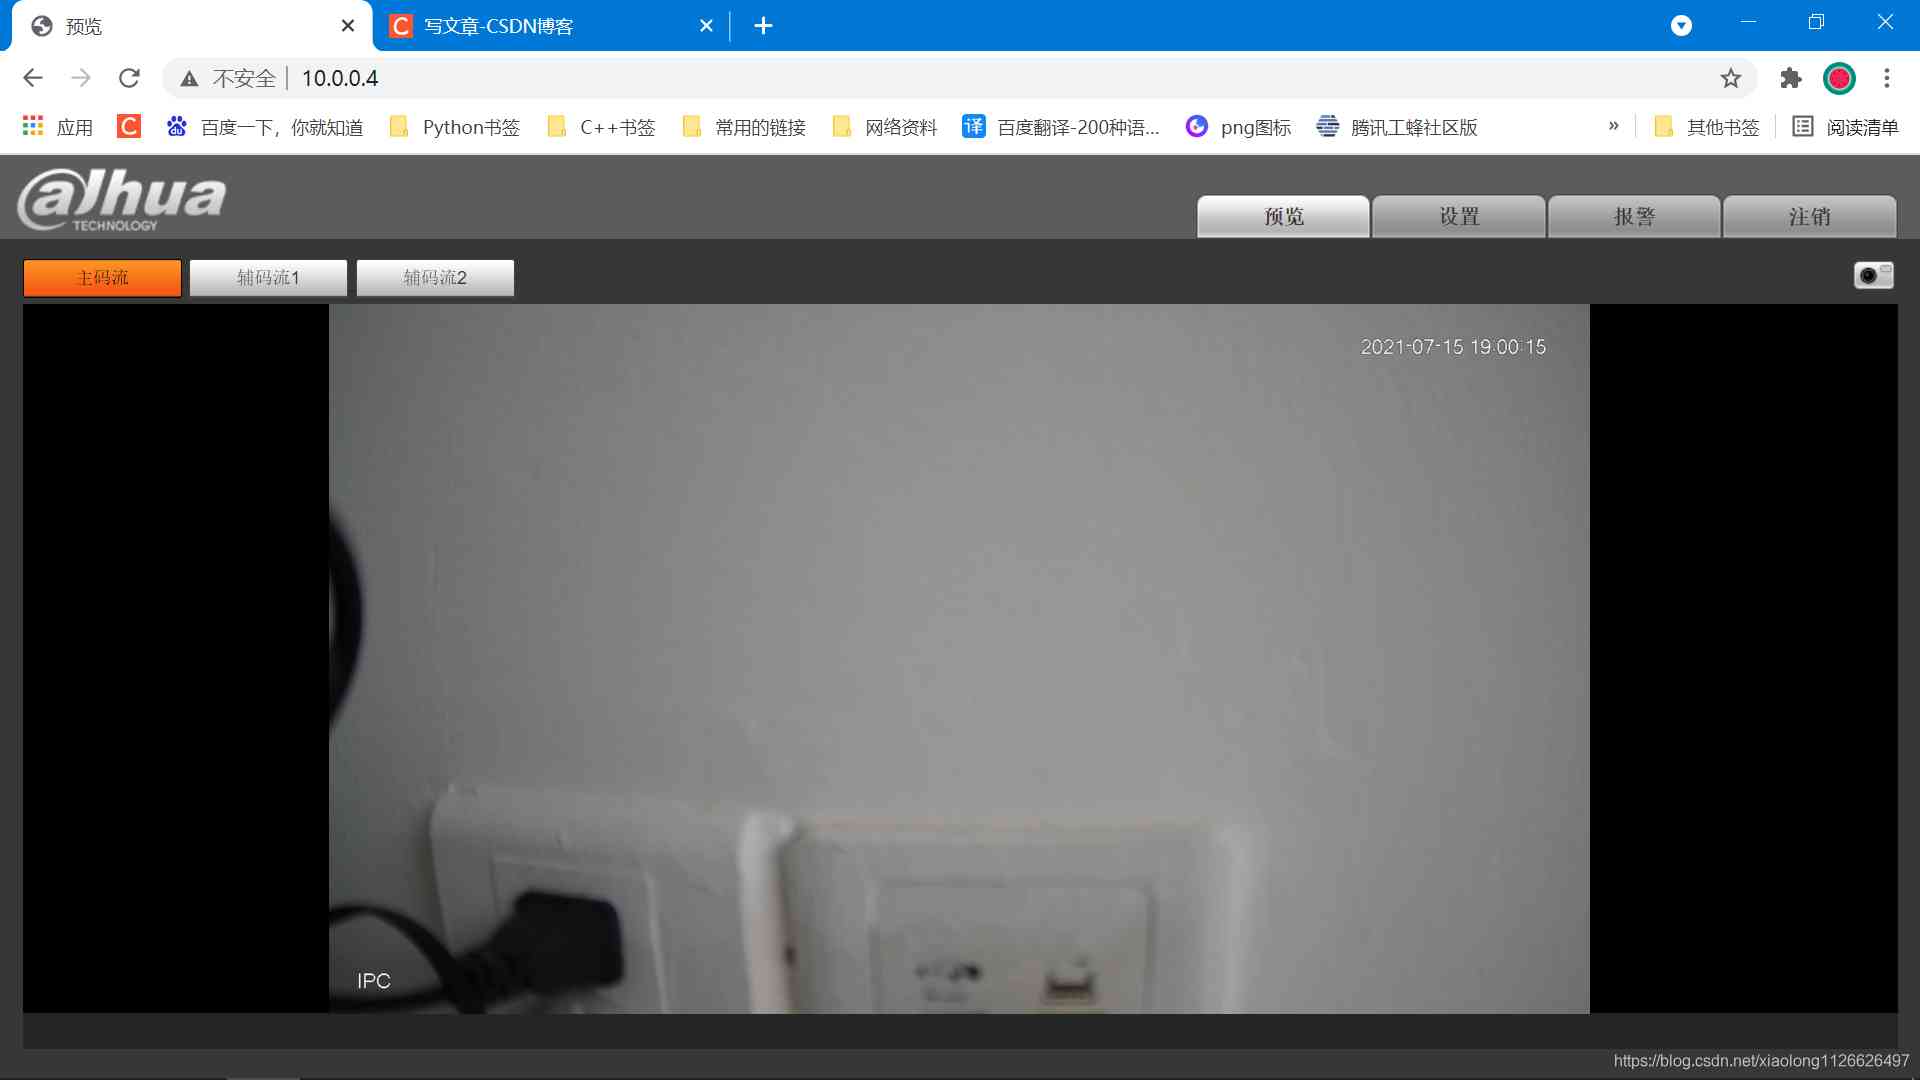 预览
写文章-CSDN博客
不安全 10.0.0.4
应用 百度一下，你就知道 Python书签 C++书签 常用的链接 网络资料 百度翻译-200种语... png图标 腾讯工蜂社区版 » 其他书签 阅读清单
alhua
TECHNOLOGY
预览 设置 报警 注销
主码流 辅码流1 辅码流2
2021-07-15 19:00:15
IPC
https://blog.csdn.net/xiaolong1126626497